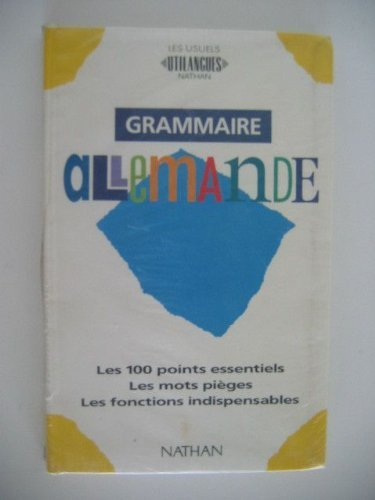 LES USUELS
UTILANGUES
NATHAN
GRAMMAIRE
aLLemANDE
Les 100 points essentiels
Les mots pièges
Les fonctions indispensables
NATHAN